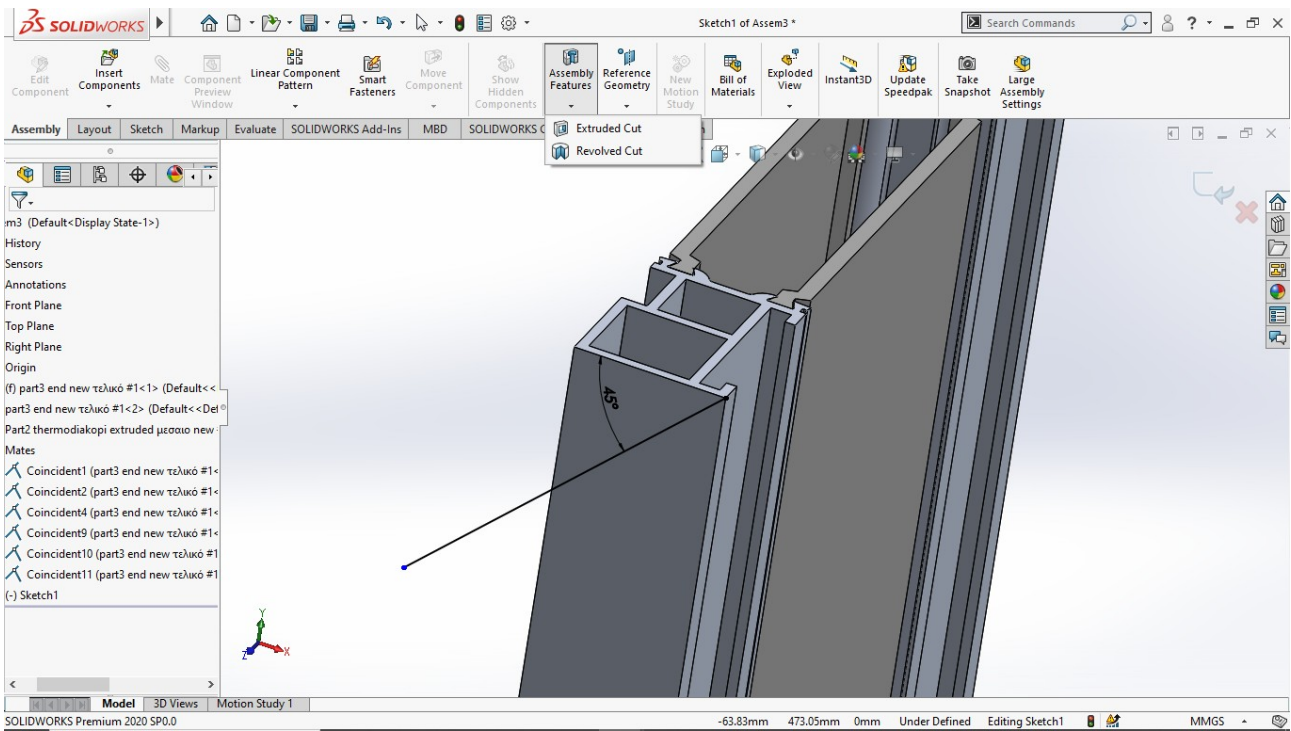 SOLIDWORKS
Sketch1 of Assem3 *
Search Commands
Edit Component
Insert Components
Mate
Component Preview Window
Linear Component Pattern
Smart Fasteners
Move Component
Show Hidden Components
Assembly Features
Reference Geometry
New Motion Study
Bill of Materials
Exploded View
Instant3D
Update Speedpak
Take Snapshot
Large Assembly Settings
Assembly Layout Sketch Markup Evaluate SOLIDWORKS Add-Ins MBD SOLIDWORKS
Extruded Cut
Revolved Cut
(Default<Display State-1>)
History
Sensors
Annotations
Front Plane
Top Plane
Right Plane
Origin
(f) part3 end new τελικό #1<1> (Default<<
part3 end new τελικό #1<2> (Default<<Def
Part2 thermodiakopi extruded μεσαιο new
Mates
Coincident1 (part3 end new τελικό #1<
Coincident2 (part3 end new τελικό #1<
Coincident4 (part3 end new τελικό #1<
Coincident9 (part3 end new τελικό #1<
Coincident10 (part3 end new τελικό #1
Coincident11 (part3 end new τελικό #1
(-) Sketch1
45°
Y
X
Z
Model 3D Views Motion Study 1
SOLIDWORKS Premium 2020 SP0.0
-63.83mm 473.05mm 0mm Under Defined Editing Sketch1 MMGS